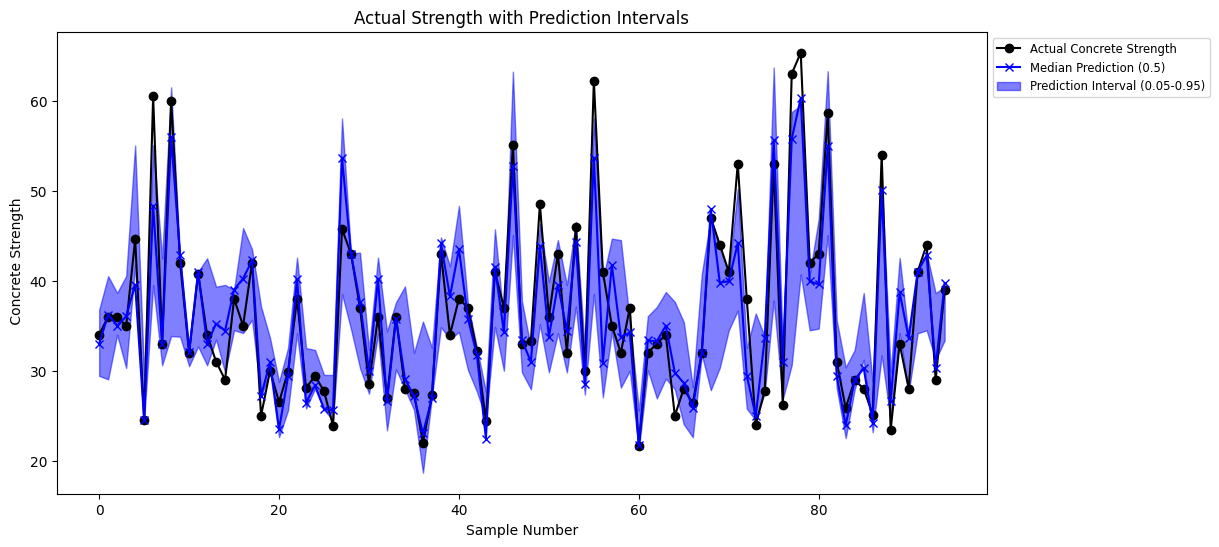 Actual Strength with Prediction Intervals
Actual Concrete Strength
Median Prediction (0.5)
Prediction Interval (0.05-0.95)
Concrete Strength
60
50
40
30
20
0
20
40
60
80
Sample Number